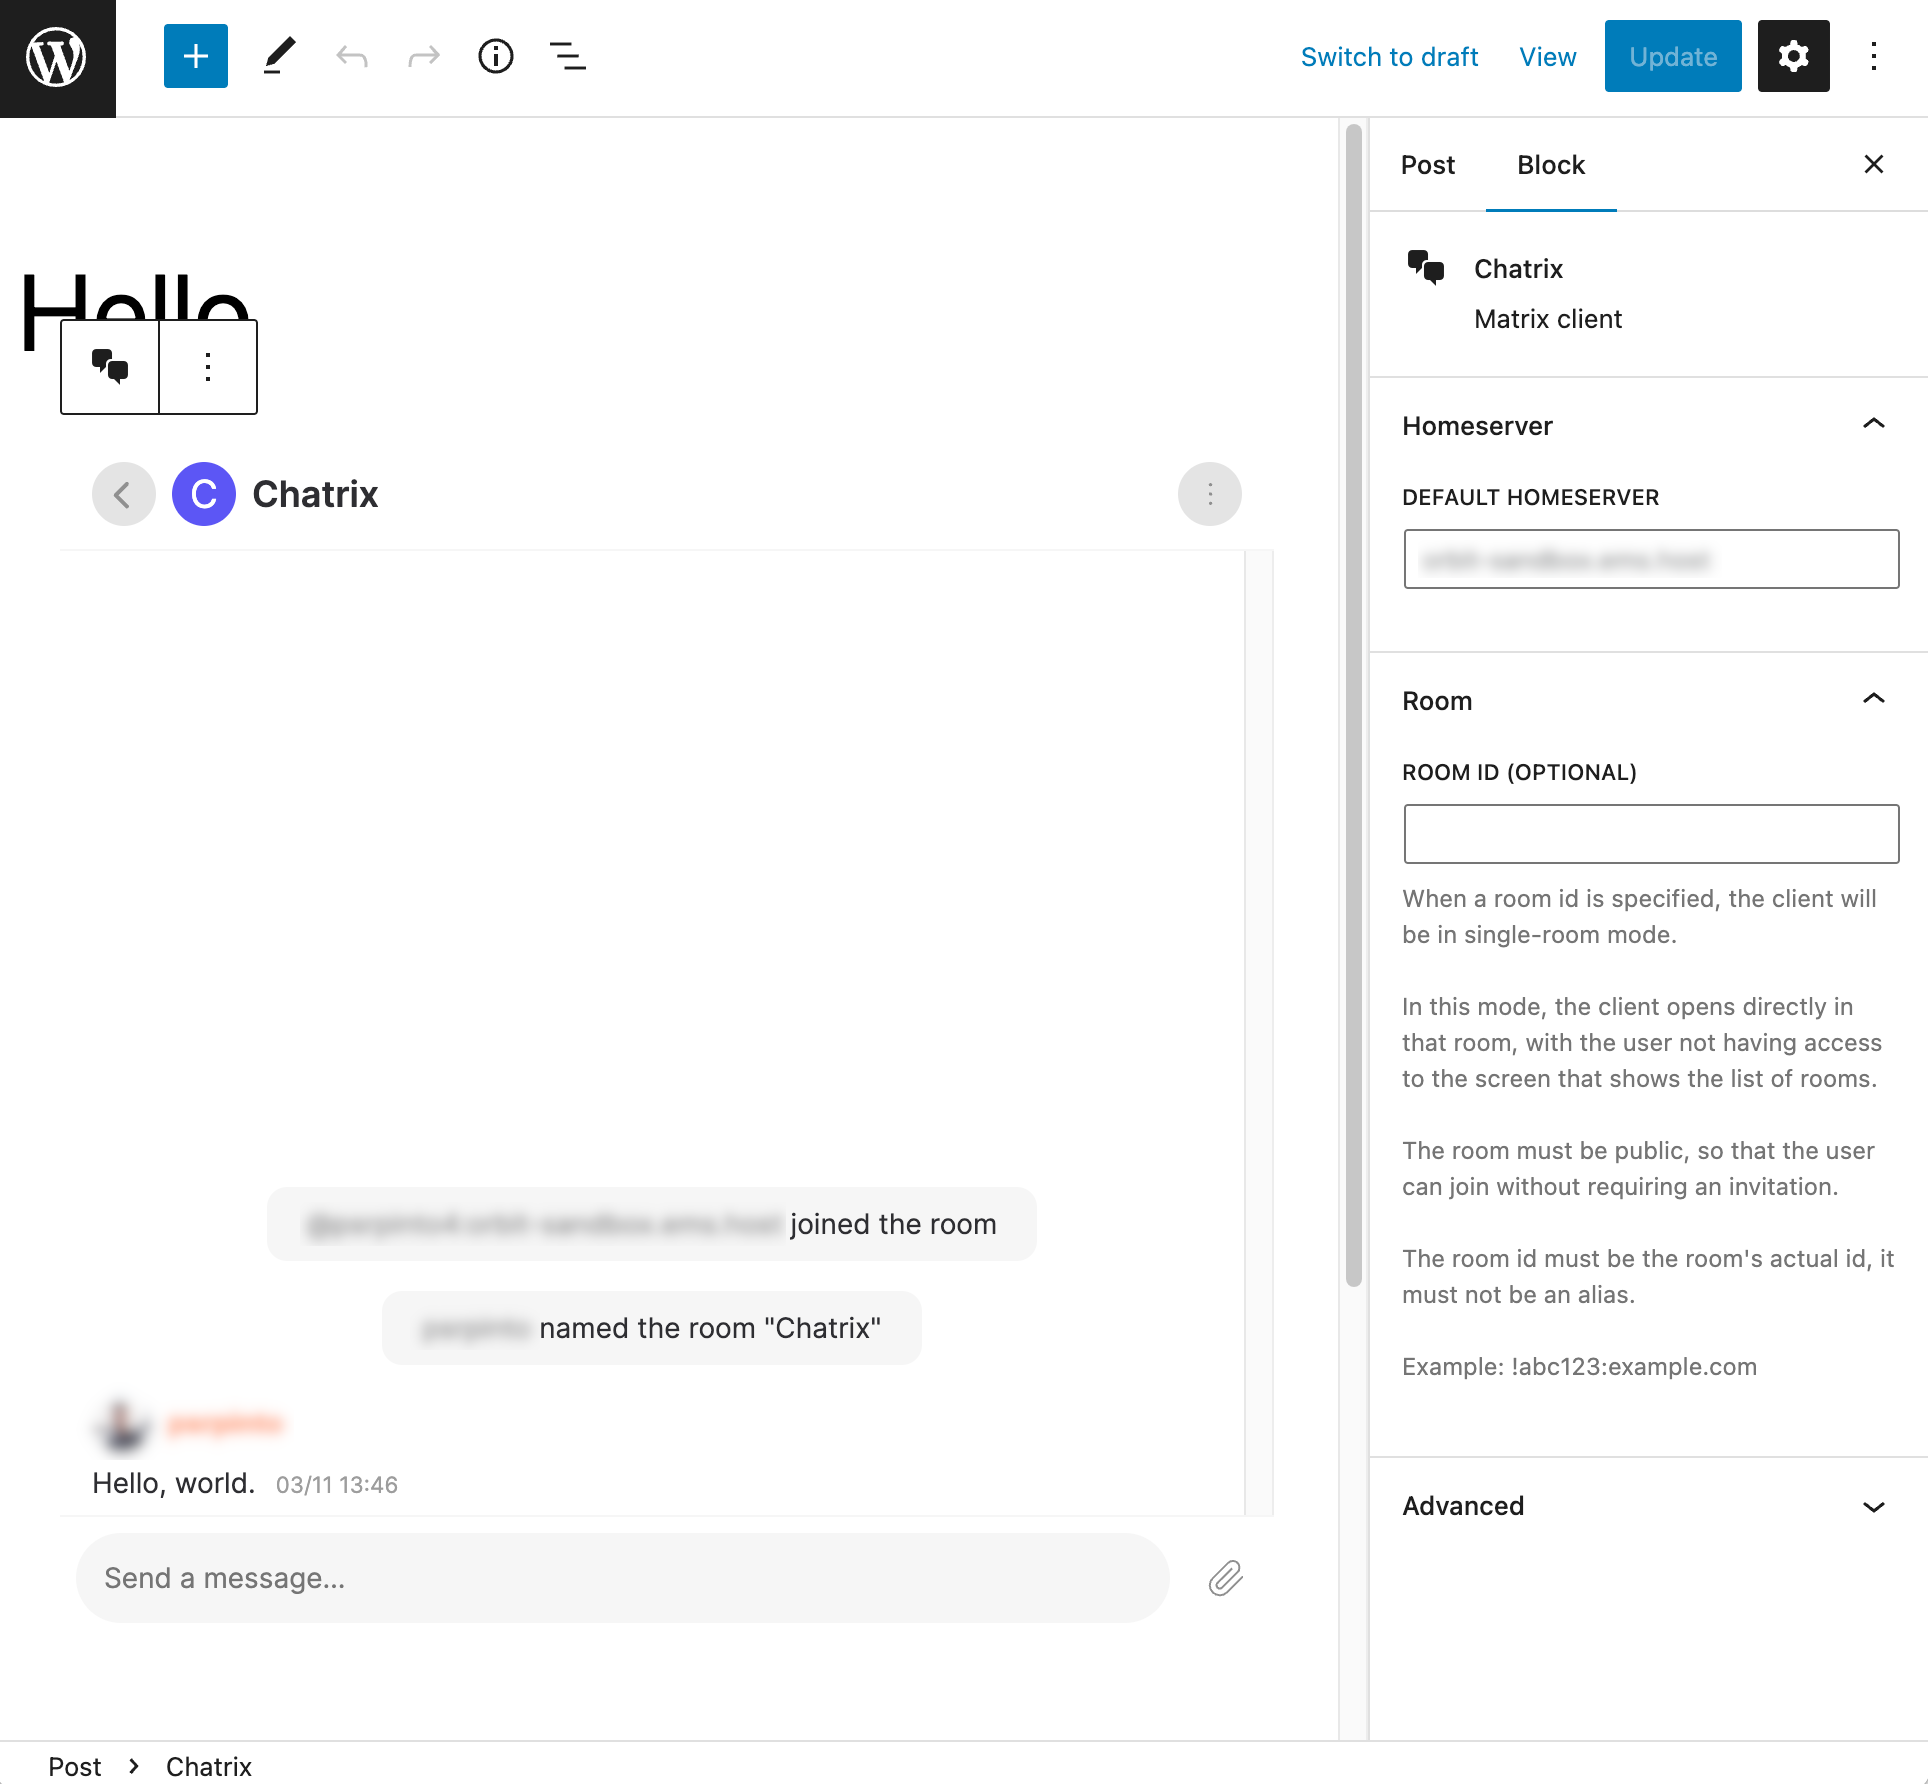 Switch to draft
View
Update
Post
Block
Chatrix
Matrix client
Hello
Chatrix
Homeserver
DEFAULT HOMESERVER
Room
ROOM ID (OPTIONAL)
When a room id is specified, the client will
be in single-room mode.
In this mode, the client opens directly in
that room, with the user not having access
to the screen that shows the list of rooms.
The room must be public, so that the user
can join without requiring an invitation.
The room id must be the room's actual id, it
must not be an alias.
Example: !abc123:example.com
Advanced
joined the room
named the room "Chatrix"
Hello, world. 03/11 13:46
Send a message...
Post › Chatrix